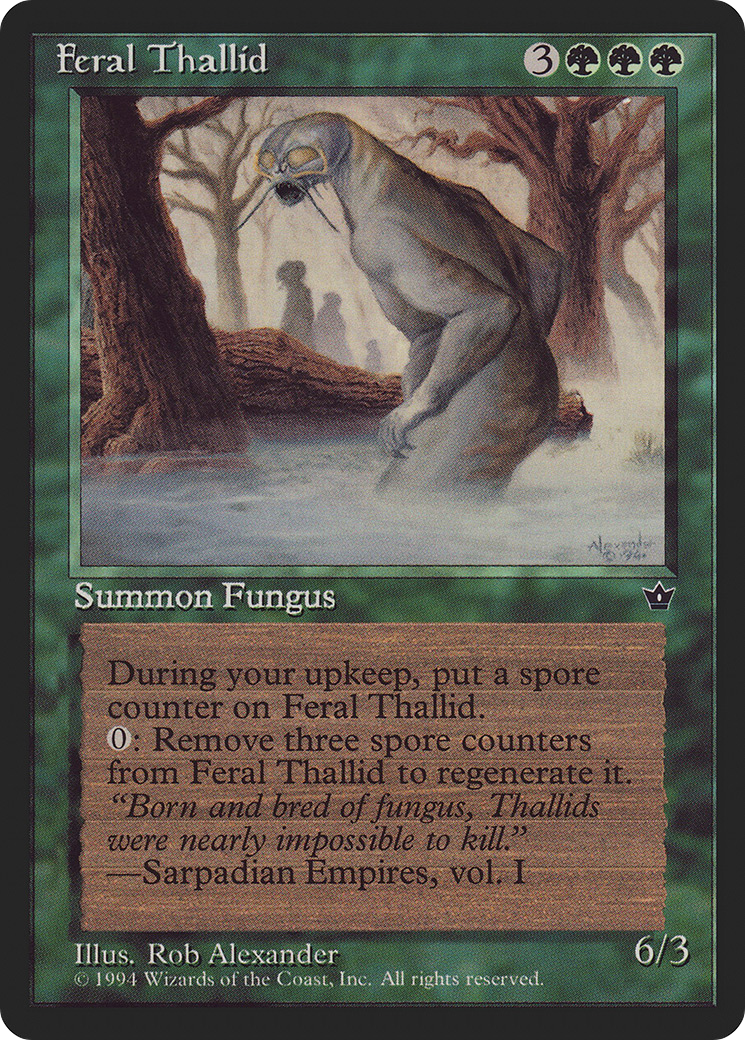 Feral Thallid
3
Alexander
© '94.
Summon Fungus
During your upkeep, put a spore
counter on Feral Thallid.
0: Remove three spore counters
from Feral Thallid to regenerate it.
“Born and bred of fungus, Thallids
were nearly impossible to kill.”
—Sarpadian Empires, vol. I
Illus. Rob Alexander
6/3
© 1994 Wizards of the Coast, Inc. All rights reserved.